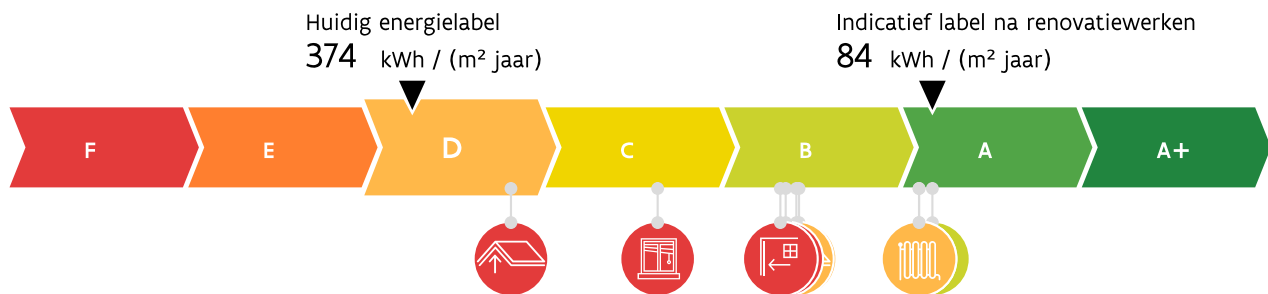 Huidig energielabel
374 kWh / (m² jaar)
Indicatief label na renovatiewerken
84 kWh / (m² jaar)
F E D C B A A+